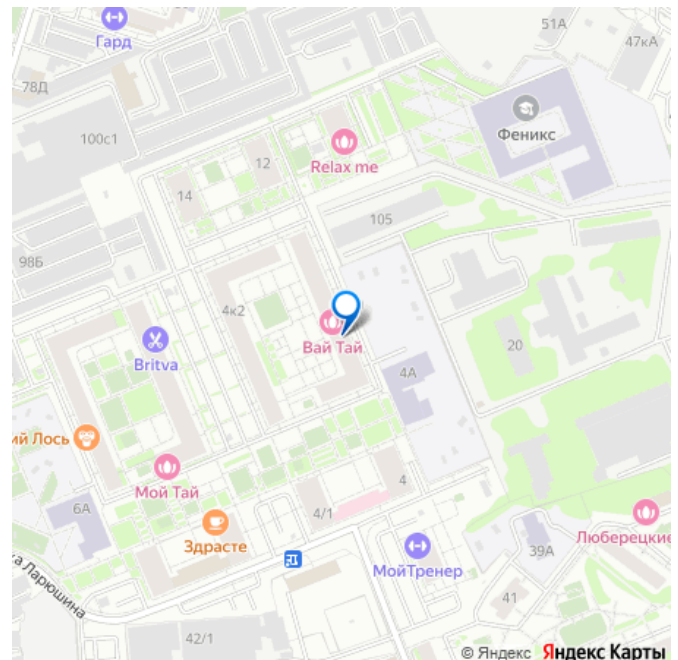 51А
47кА
Гард
78Д
Феникс
100с1
12
Relax me
14
105
98Б
4к2
Britva
Вай Тай
20
4А
ий Лось
Мой Тай
6А
4
4/1
Здрасте
Люберецкие
39А
МойТренер
ка Ларюшина
41
42/1
© Яндекс Яндекс Карты